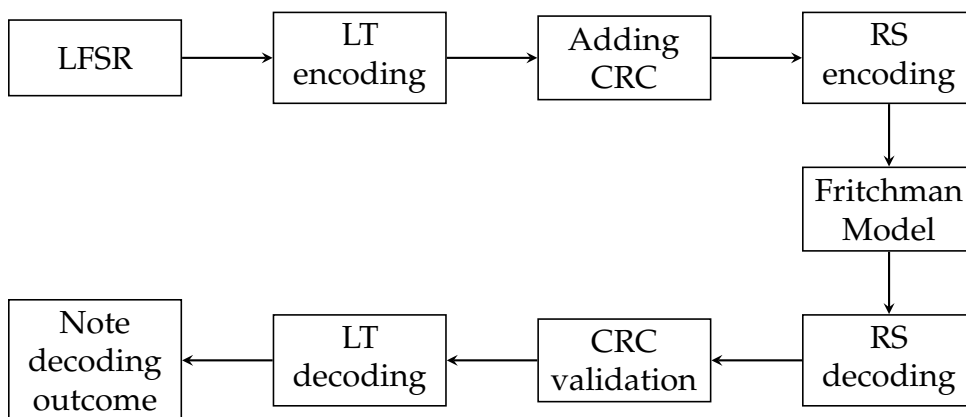 LFSR
LT
encoding
Adding
CRC
RS
encoding
Fritchman
Model
RS
decoding
CRC
validation
LT
decoding
Note
decoding
outcome